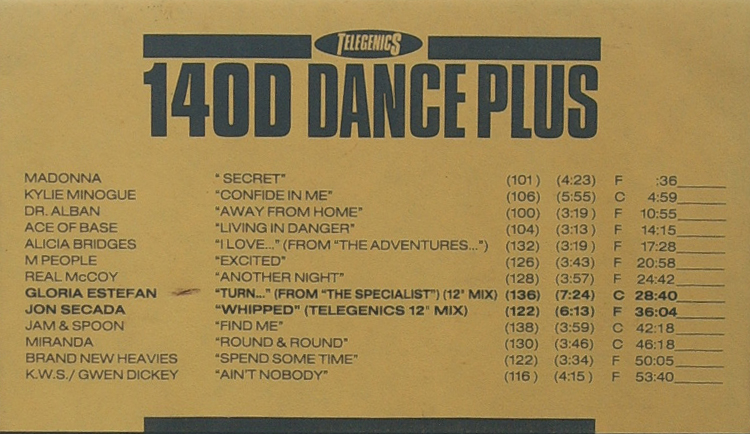 TELEGENICS
140D DANCE PLUS
MADONNA "SECRET" (101) (4:23) F :36
KYLIE MINOGUE "CONFIDE IN ME" (106) (5:55) C 4:59
DR. ALBAN "AWAY FROM HOME" (100) (3:19) F 10:55
ACE OF BASE "LIVING IN DANGER" (104) (3:13) F 14:15
ALICIA BRIDGES "I LOVE..." (FROM "THE ADVENTURES...") (132) (3:19) F 17:28
M PEOPLE "EXCITED" (126) (3:43) F 20:58
REAL McCOY "ANOTHER NIGHT" (128) (3:57) F 24:42
GLORIA ESTEFAN "TURN..." (FROM "THE SPECIALIST") (12" MIX) (136) (7:24) C 28:40
JON SECADA "WHIPPED" (TELEGENICS 12" MIX) (122) (6:13) F 36:04
JAM & SPOON "FIND ME" (138) (3:59) C 42:18
MIRANDA "ROUND & ROUND" (130) (3:46) C 46:18
BRAND NEW HEAVIES "SPEND SOME TIME" (122) (3:34) F 50:05
K.W.S./ GWEN DICKEY "AIN'T NOBODY" (116) (4:15) F 53:40